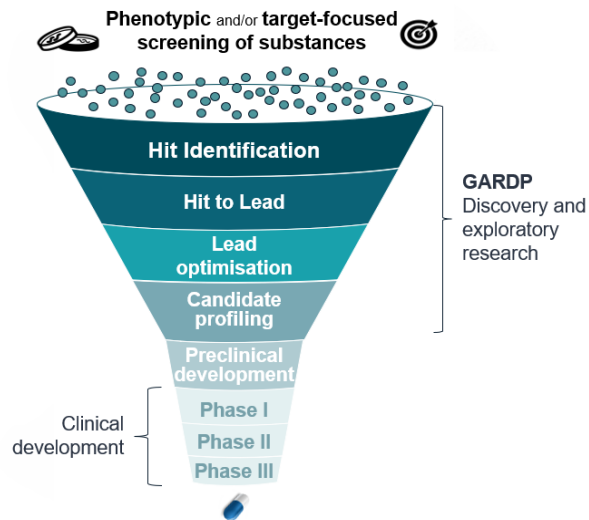 Phenotypic and/or target-focused
screening of substances
Hit Identification
Hit to Lead
Lead
optimisation
Candidate
profiling
Preclinical
development
Phase I
Phase II
Phase III
GARDP
Discovery and
exploratory
research
Clinical
development